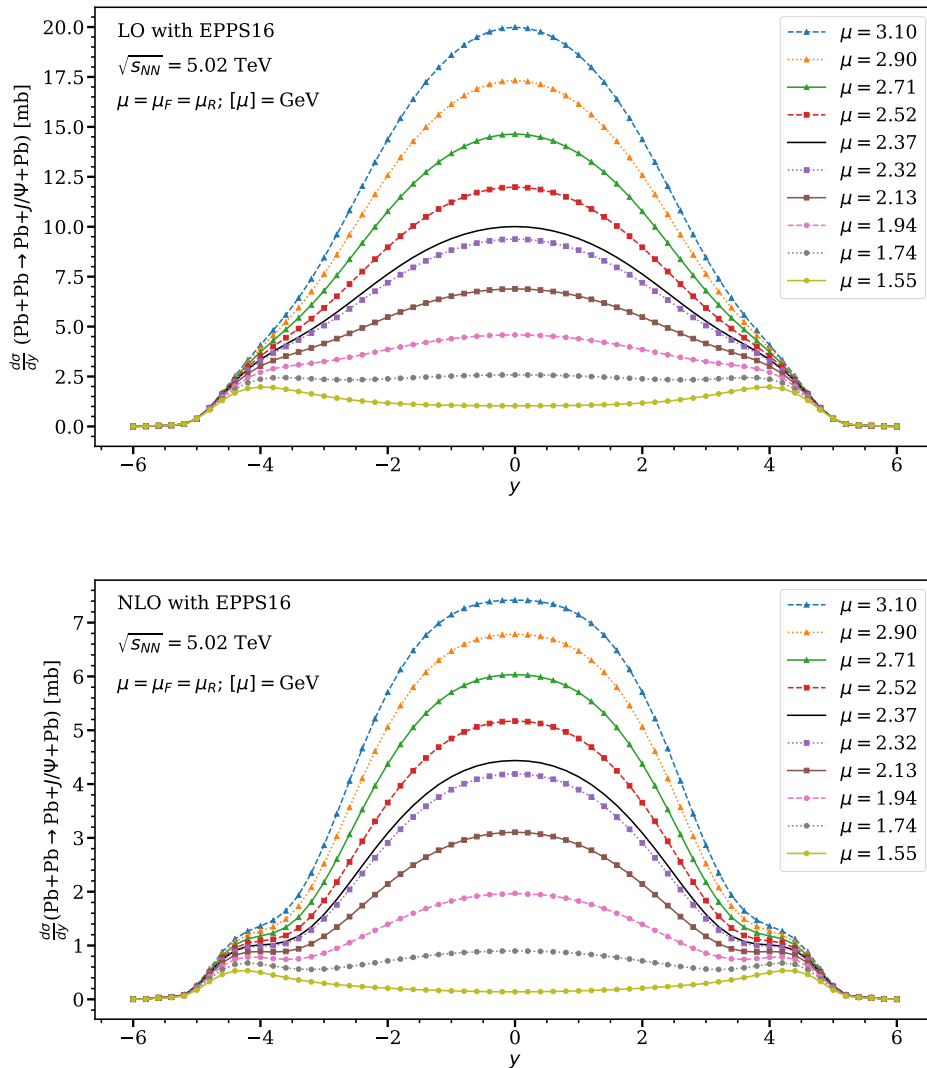 LO with EPPS16
√s_NN = 5.02 TeV
μ = μ_F = μ_R; [μ] = GeV
μ = 3.10
μ = 2.90
μ = 2.71
μ = 2.52
μ = 2.37
μ = 2.32
μ = 2.13
μ = 1.94
μ = 1.74
μ = 1.55
dσ/dy (Pb+Pb → Pb+J/Ψ+Pb) [mb]
20.0
17.5
15.0
12.5
10.0
7.5
5.0
2.5
0.0
−6 −4 −2 0 2 4 6
y
NLO with EPPS16
√s_NN = 5.02 TeV
μ = μ_F = μ_R; [μ] = GeV
μ = 3.10
μ = 2.90
μ = 2.71
μ = 2.52
μ = 2.37
μ = 2.32
μ = 2.13
μ = 1.94
μ = 1.74
μ = 1.55
dσ/dy (Pb+Pb → Pb+J/Ψ+Pb) [mb]
7
6
5
4
3
2
1
0
−6 −4 −2 0 2 4 6
y